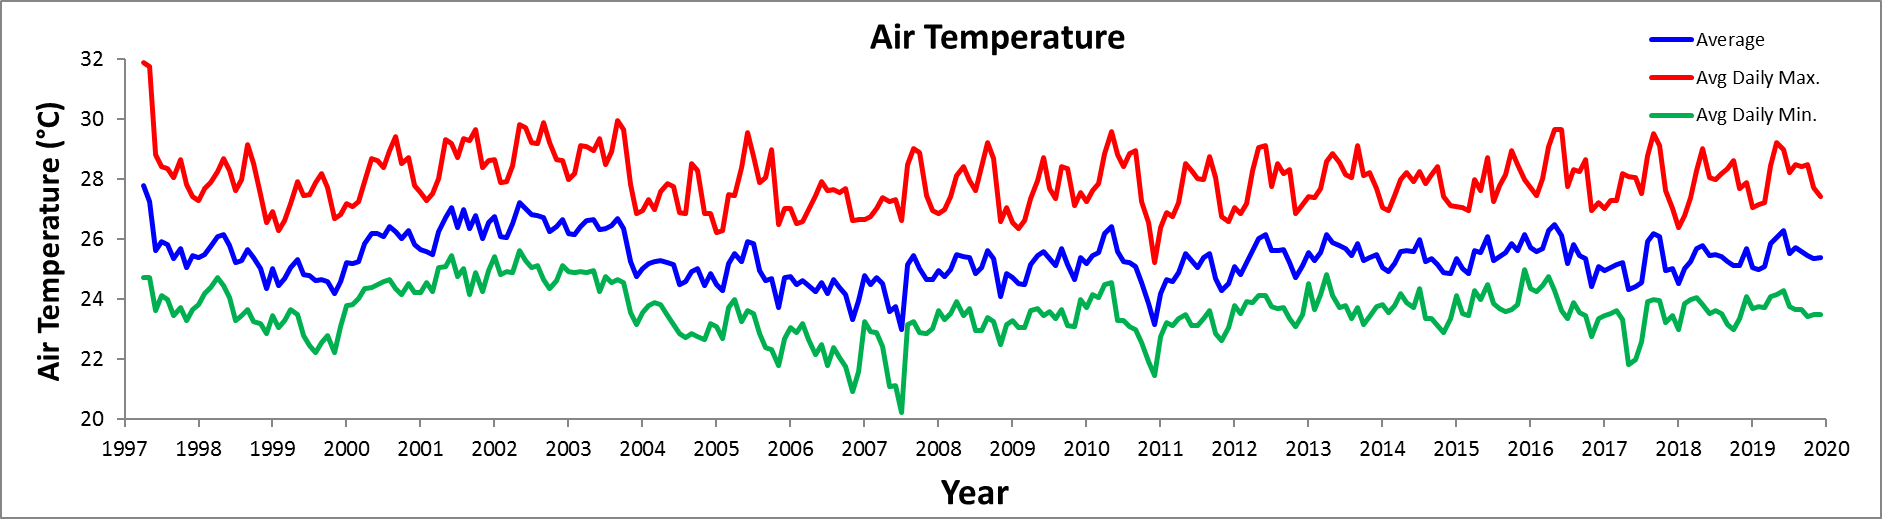 Air Temperature
Average
Avg Daily Max.
Avg Daily Min.
Air Temperature (°C)
32
30
28
26
24
22
20
1997 1998 1999 2000 2001 2002 2003 2004 2005 2006 2007 2008 2009 2010 2011 2012 2013 2014 2015 2016 2017 2018 2019 2020
Year